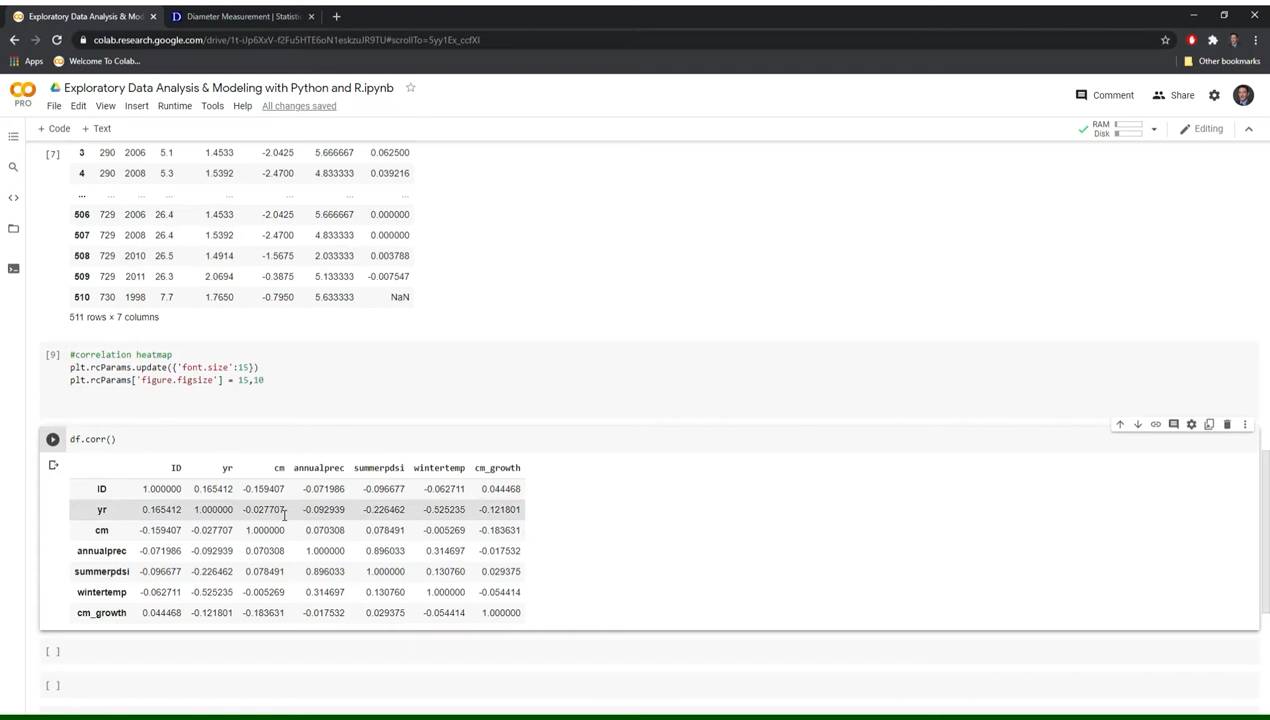 Exploratory Data Analysis & Mod
Diameter Measurement | Statistic
colab.research.google.com/drive/1t-iJp6XxV-f2Fu5HTE6oN1eskzuJR9TU#scrollTo=5yy1Ex_ccfXI
Apps Welcome To Colab... Other bookmarks
CO PRO Exploratory Data Analysis & Modeling with Python and R.ipynb
File Edit View Insert Runtime Tools Help All changes saved Comment Share
+ Code + Text RAM Disk Editing
[7] 3 290 2006 5.1 1.4533 -2.0425 5.666667 0.062500
4 290 2008 5.3 1.5392 -2.4700 4.833333 0.039216
... ... ... ... ... ... ... ...
506 729 2006 26.4 1.4533 -2.0425 5.666667 0.000000
507 729 2008 26.4 1.5392 -2.4700 4.833333 0.000000
508 729 2010 26.5 1.4914 -1.5675 2.033333 0.003788
509 729 2011 26.3 2.0694 -0.3875 5.133333 -0.007547
510 730 1998 7.7 1.7650 -0.7950 5.633333 NaN
511 rows × 7 columns
[9] #correlation heatmap
plt.rcParams.update({'font.size':15})
plt.rcParams['figure.figsize'] = 15,10
df.corr()
ID yr cm annualprec summerpdsi wintertemp cm_growth
ID 1.000000 0.165412 -0.159407 -0.071986 -0.096677 -0.062711 0.044468
yr 0.165412 1.000000 -0.027707 -0.092939 -0.226462 -0.525235 -0.121801
cm -0.159407 -0.027707 1.000000 0.070308 0.078491 -0.005269 -0.183631
annualprec -0.071986 -0.092939 0.070308 1.000000 0.896033 0.314697 -0.017532
summerpdsi -0.096677 -0.226462 0.078491 0.896033 1.000000 0.130760 0.029375
wintertemp -0.062711 -0.525235 -0.005269 0.314697 0.130760 1.000000 -0.054414
cm_growth 0.044468 -0.121801 -0.183631 -0.017532 0.029375 -0.054414 1.000000
[ ]
[ ]